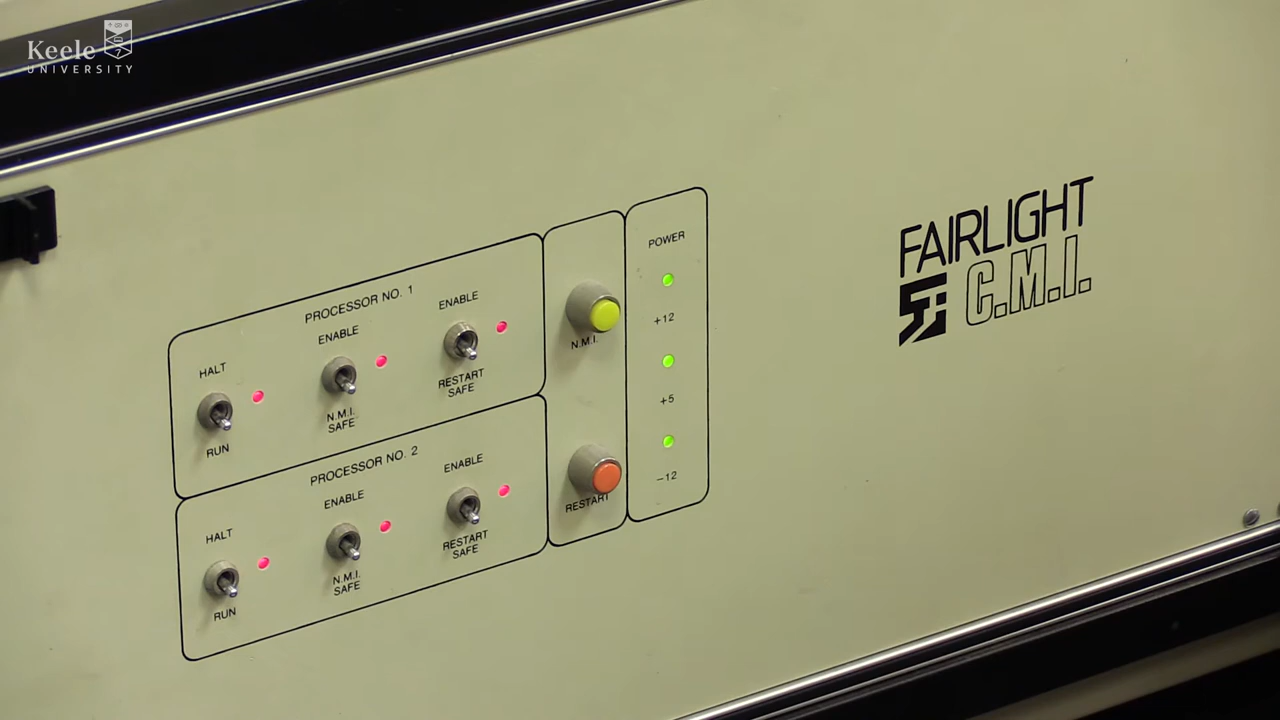 Keele
UNIVERSITY
FAIRLIGHT
C.M.I.
POWER
+12
+5
-12
N.M.I.
RESTART
PROCESSOR NO. 1
HALT
RUN
ENABLE
N.M.I.
SAFE
ENABLE
RESTART
SAFE
PROCESSOR NO. 2
HALT
RUN
ENABLE
N.M.I.
SAFE
ENABLE
RESTART
SAFE